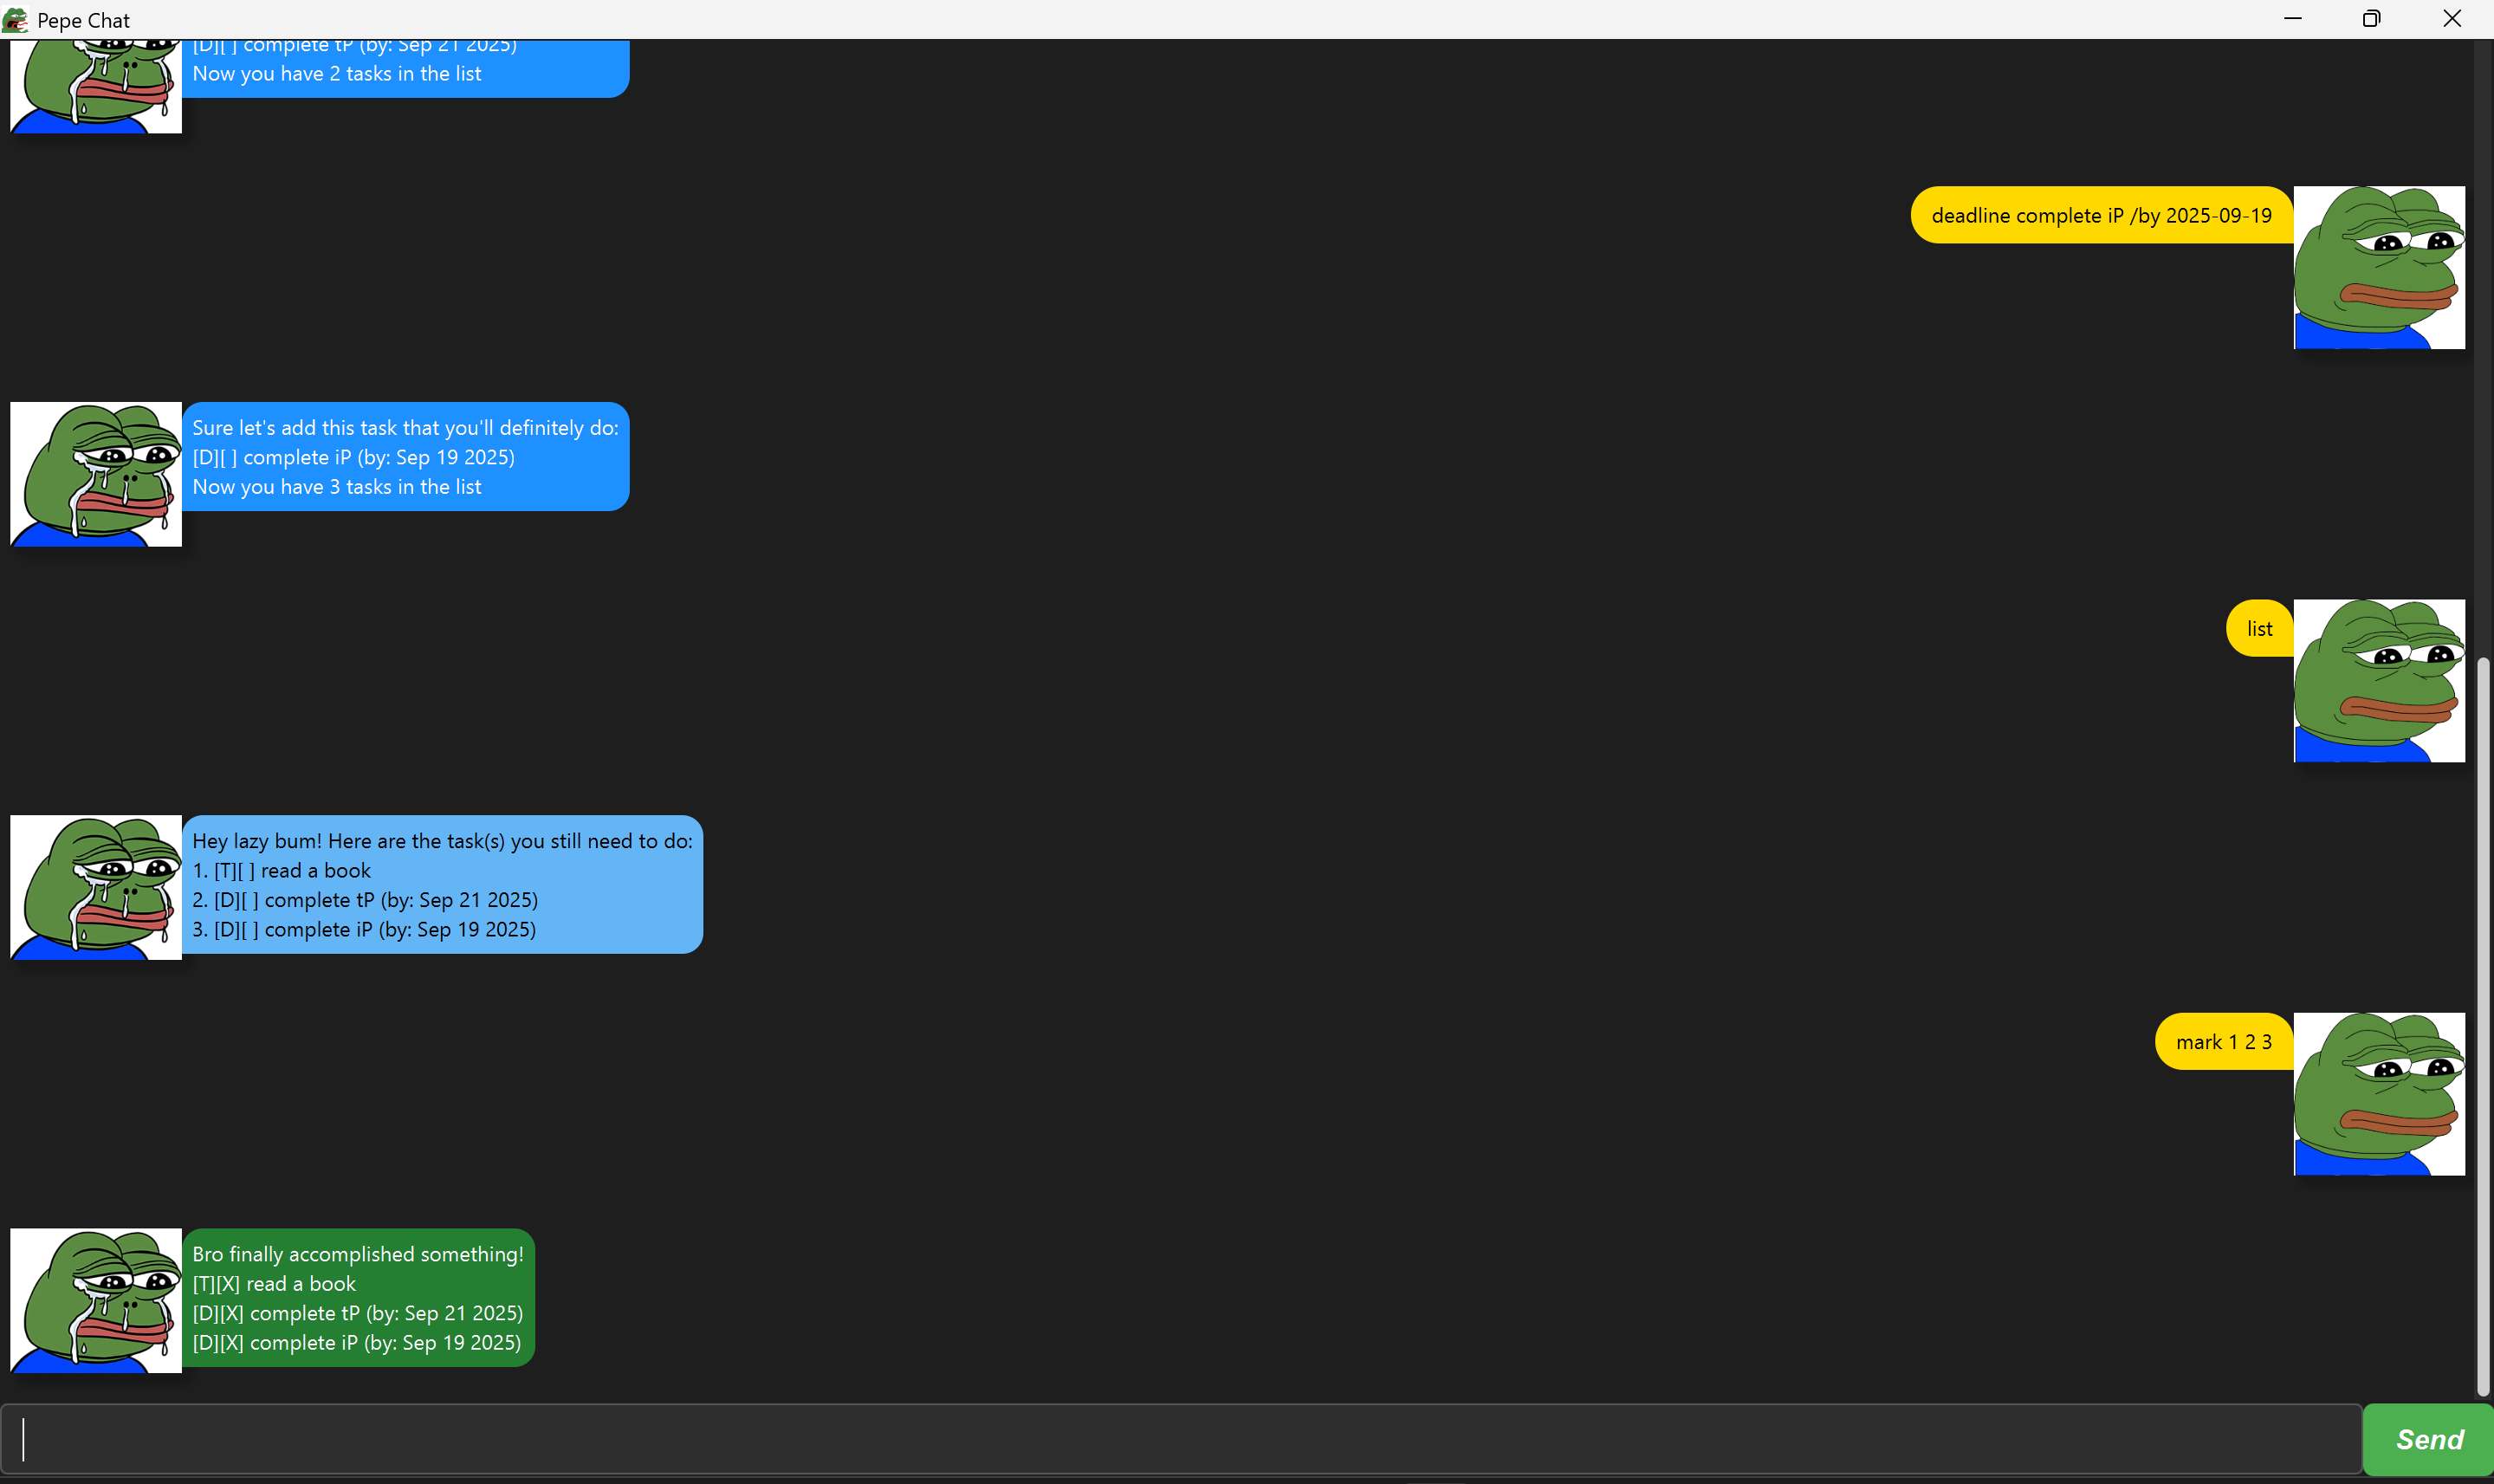 Pepe Chat
[D][ ] complete tP (by: Sep 21 2025)
Now you have 2 tasks in the list
deadline complete iP /by 2025-09-19
Sure let's add this task that you'll definitely do:
[D][ ] complete iP (by: Sep 19 2025)
Now you have 3 tasks in the list
list
Hey lazy bum! Here are the task(s) you still need to do:
1. [T][ ] read a book
2. [D][ ] complete tP (by: Sep 21 2025)
3. [D][ ] complete iP (by: Sep 19 2025)
mark 1 2 3
Bro finally accomplished something!
[T][X] read a book
[D][X] complete tP (by: Sep 21 2025)
[D][X] complete iP (by: Sep 19 2025)
Send